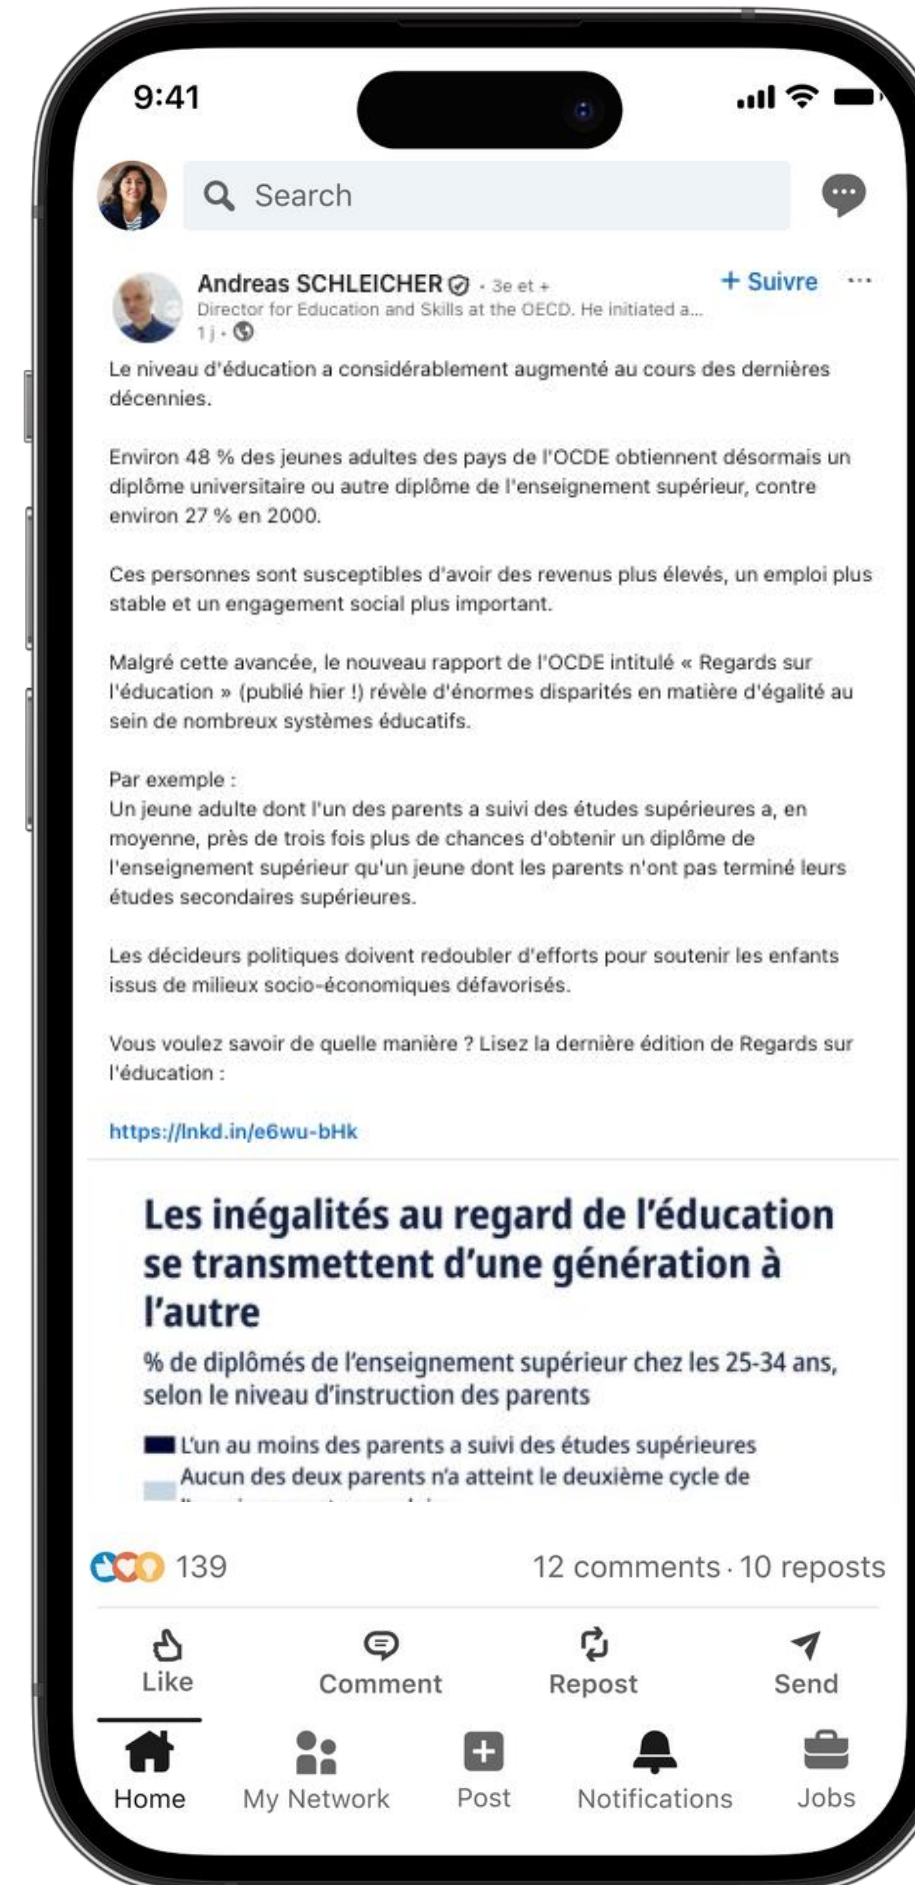 9:41
Search
Andreas SCHLEICHER · 3e et +
+ Suivre ···
Director for Education and Skills at the OECD. He initiated a...
1 j ·
Le niveau d'éducation a considérablement augmenté au cours des dernières
décennies.
Environ 48 % des jeunes adultes des pays de l'OCDE obtiennent désormais un
diplôme universitaire ou autre diplôme de l'enseignement supérieur, contre
environ 27 % en 2000.
Ces personnes sont susceptibles d'avoir des revenus plus élevés, un emploi plus
stable et un engagement social plus important.
Malgré cette avancée, le nouveau rapport de l'OCDE intitulé « Regards sur
l'éducation » (publié hier !) révèle d'énormes disparités en matière d'égalité au
sein de nombreux systèmes éducatifs.
Par exemple :
Un jeune adulte dont l'un des parents a suivi des études supérieures a, en
moyenne, près de trois fois plus de chances d'obtenir un diplôme de
l'enseignement supérieur qu'un jeune dont les parents n'ont pas terminé leurs
études secondaires supérieures.
Les décideurs politiques doivent redoubler d'efforts pour soutenir les enfants
issus de milieux socio-économiques défavorisés.
Vous voulez savoir de quelle manière ? Lisez la dernière édition de Regards sur
l'éducation :
https://lnkd.in/e6wu-bHk
Les inégalités au regard de l'éducation
se transmettent d'une génération à
l'autre
% de diplômés de l'enseignement supérieur chez les 25-34 ans,
selon le niveau d'instruction des parents
L'un au moins des parents a suivi des études supérieures
Aucun des deux parents n'a atteint le deuxième cycle de
139
12 comments · 10 reposts
Like
Comment
Repost
Send
Home
My Network
Post
Notifications
Jobs